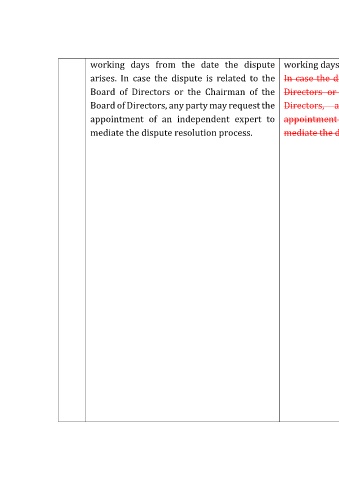 working days from the date the dispute
arises. In case the dispute is related to the
Board of Directors or the Chairman of the
Board of Directors, any party may request the
appointment of an independent expert to
mediate the dispute resolution process.
working days
In case the d
Directors or
Directors, a
appointment
mediate the d